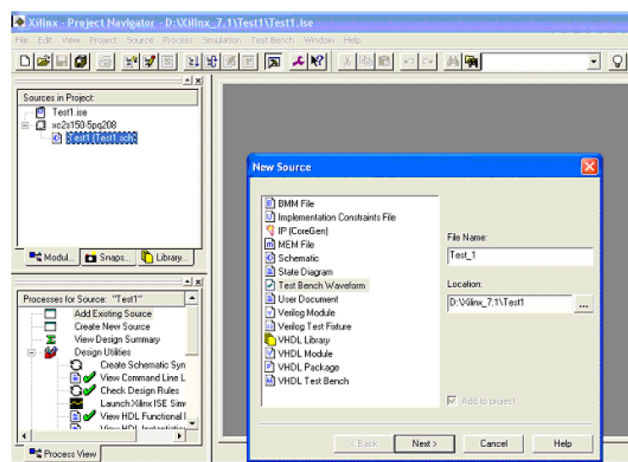 Xilinx - Project Navigator - D:\Xilinx_7.1\Test1\Test1.ise
File Edit View Project Source Process Simulation Test Bench Window Help
Sources in Project:
Test1.ise
xc2s150-5pq208
Test1 (Test1.sch)
Modul... Snaps... Library...
Processes for Source: "Test1"
Add Existing Source
Create New Source
View Design Summary
Design Utilities
Create Schematic Syn
View Command Line L
Check Design Rules
Launch Xilinx ISE Simu
View HDL Functional
View HDL Instantiation
Process View
New Source
BMM File
Implementation Constraints File
IP (CoreGen)
MEM File
Schematic
State Diagram
Test Bench Waveform
User Document
Verilog Module
Verilog Test Fixture
VHDL Library
VHDL Module
VHDL Package
VHDL Test Bench
File Name:
Test_1
Location:
D:\Xilinx_7.1\Test1
...
Add to project
< Back Next > Cancel Help